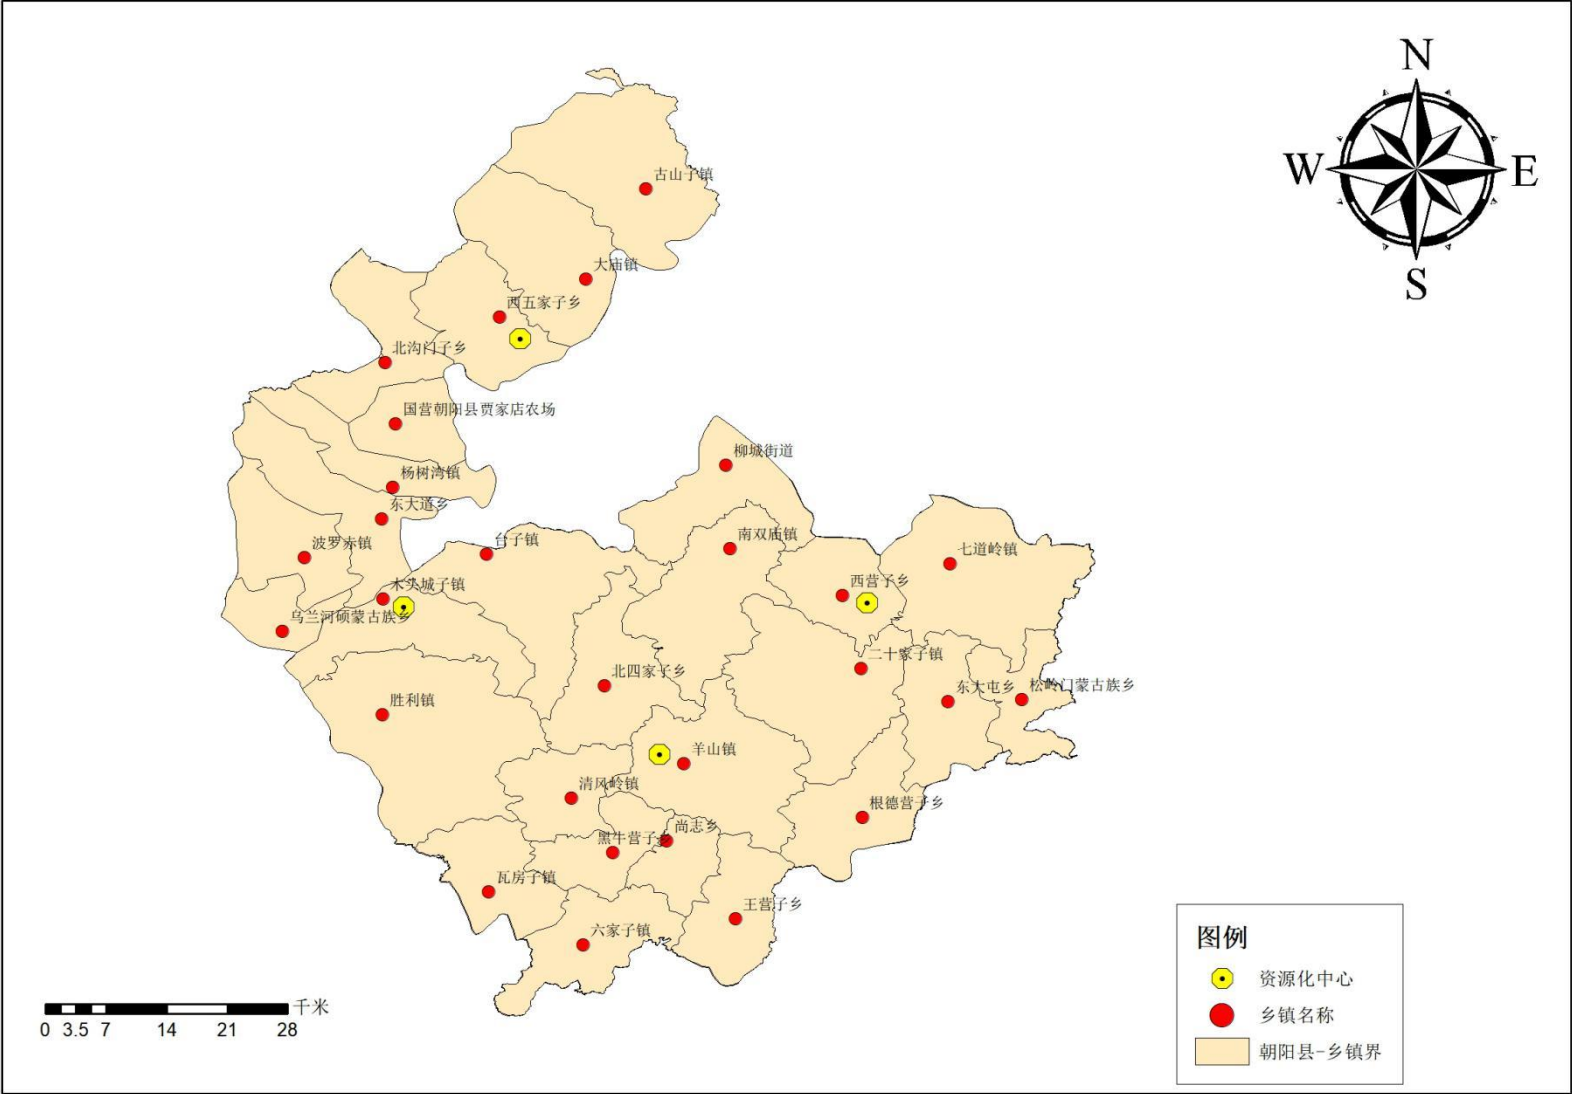 N
W
E
S
古山子镇
大庙镇
西五家子乡
北沟门子乡
国营朝阳县贾家店农场
柳城街道
杨树湾镇
东大道乡
台子镇
南双庙镇
波罗赤镇
七道岭镇
木头城子镇
西营子乡
乌兰河硕蒙古族乡
二十家子镇
北四家子乡
东大屯乡
松岭门蒙古族乡
胜利镇
羊山镇
清风岭镇
根德营子乡
尚志乡
黑牛营子乡
瓦房子镇
王营子乡
六家子镇
图例
资源化中心
乡镇名称
朝阳县-乡镇界
千米
0 3.5 7 14 21 28